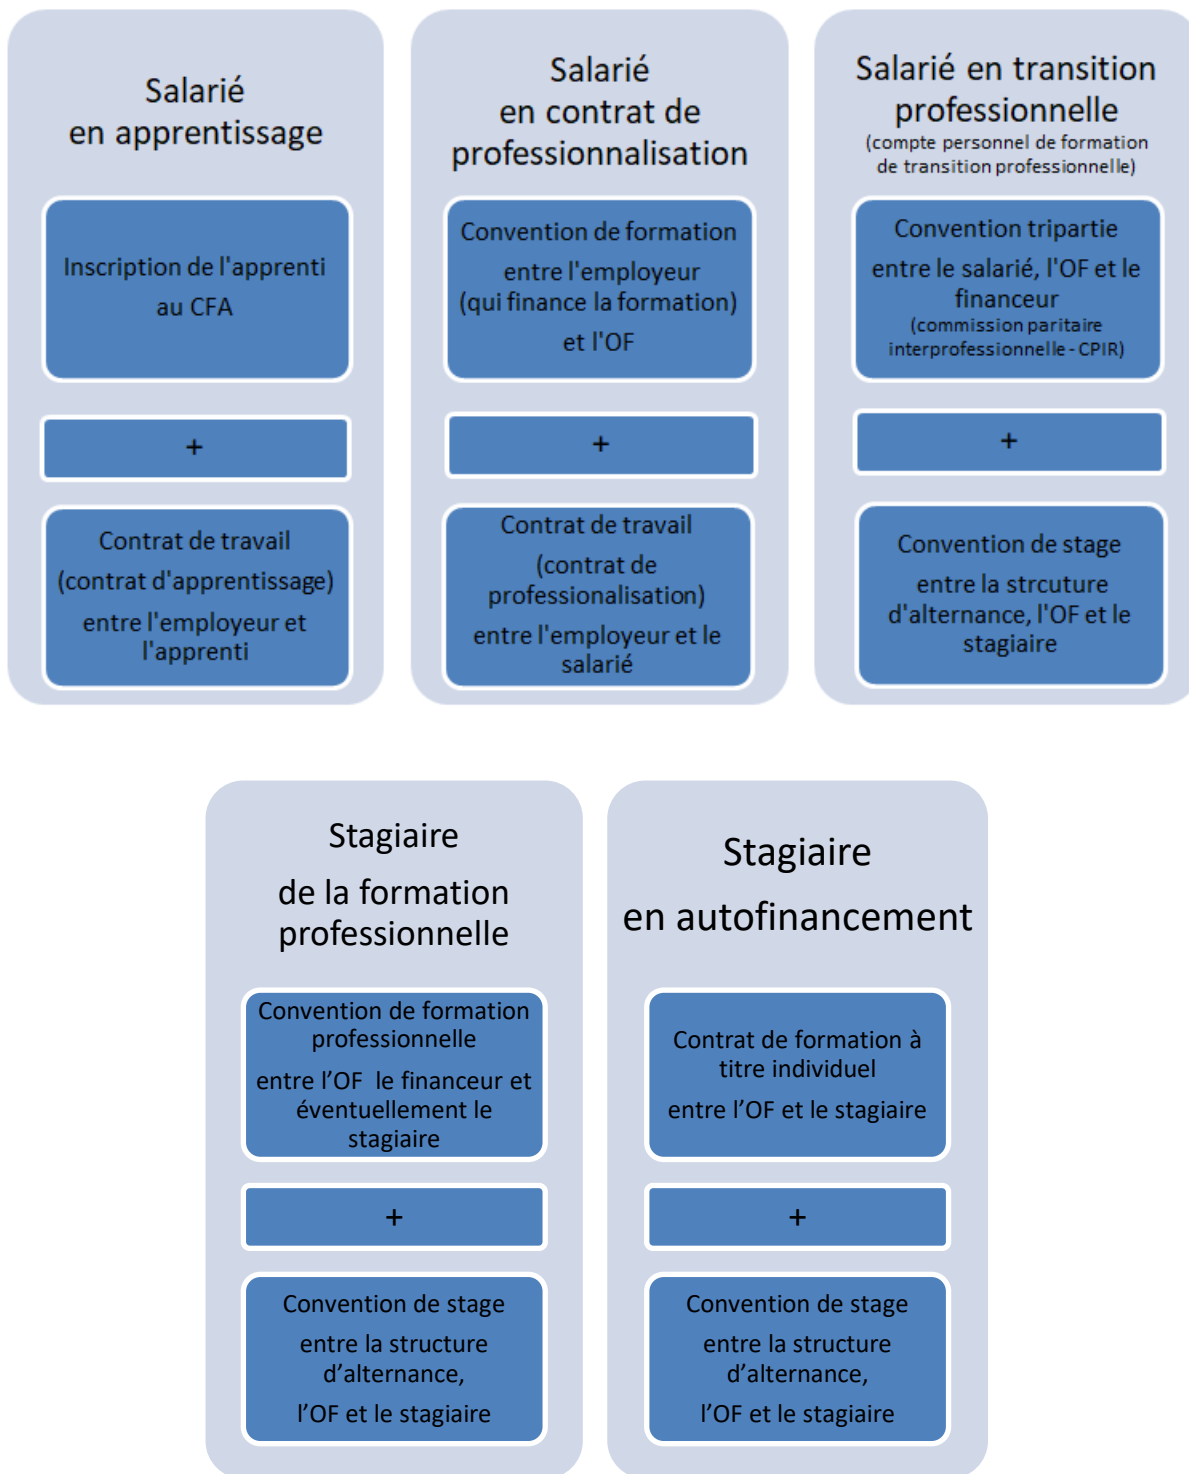 Salarié
en apprentissage
Inscription de l'apprenti
au CFA
+
Contrat de travail
(contrat d'apprentissage)
entre l'employeur et
l'apprenti
Salarié
en contrat de
professionnalisation
Convention de formation
entre l'employeur
(qui finance la formation)
et l'OF
+
Contrat de travail
(contrat de
professionalisation)
entre l'employeur et le
salarié
Salarié en transition
professionnelle
(compte personnel de formation
de transition professionelle)
Convention tripartie
entre le salarié, l'OF et le
financeur
(commission paritaire
interprofessionnelle - CPIR)
+
Convention de stage
entre la strcuture
d'alternance, l'OF et le
stagiaire
Stagiaire
de la formation
professionnelle
Convention de formation
professionnelle
entre l’OF le financeur et
éventuellement le
stagiaire
+
Convention de stage
entre la structure
d’alternance,
l’OF et le stagiaire
Stagiaire
en autofinancement
Contrat de formation à
titre individuel
entre l’OF et le stagiaire
+
Convention de stage
entre la structure
d’alternance,
l’OF et le stagiaire